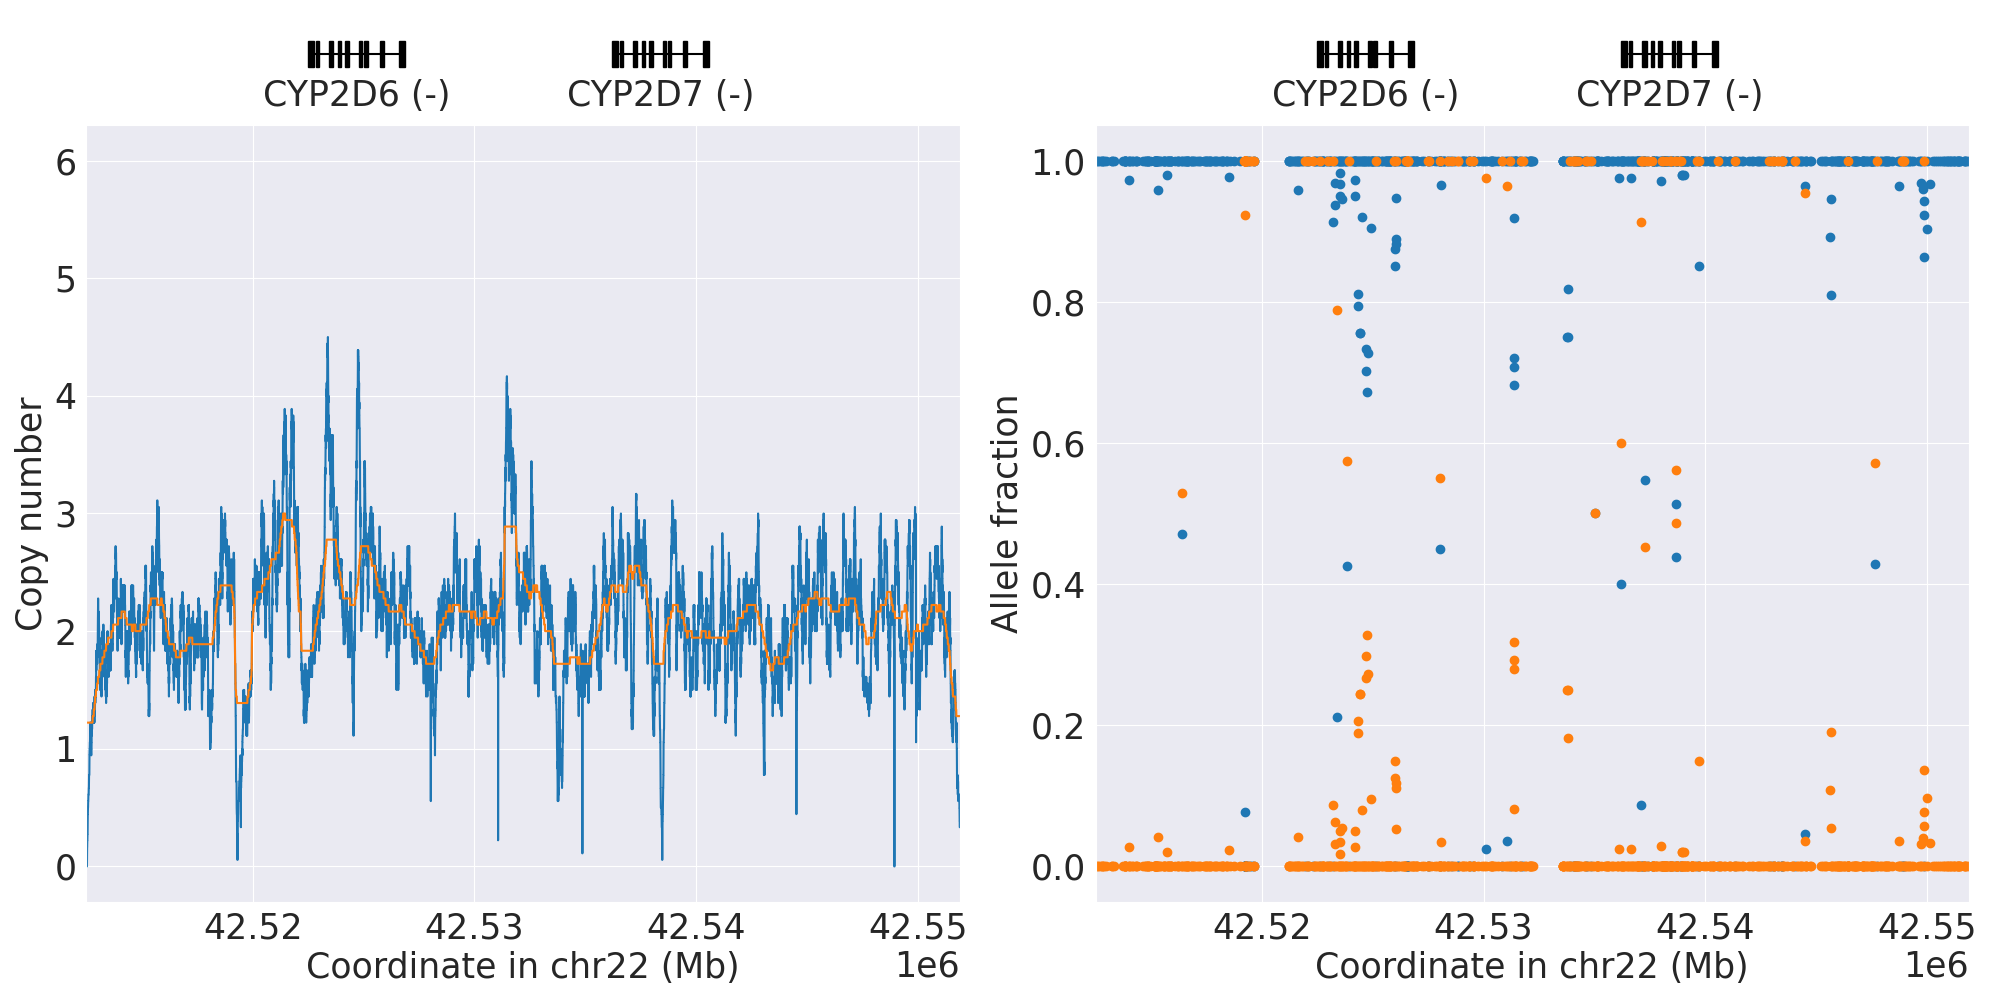 CYP2D6 (-) CYP2D7 (-)
6
5
4
3
2
1
0
Copy number
42.52 42.53 42.54 42.55
1e6
Coordinate in chr22 (Mb)
CYP2D6 (-) CYP2D7 (-)
1.0
0.8
0.6
0.4
0.2
0.0
Allele fraction
42.52 42.53 42.54 42.55
1e6
Coordinate in chr22 (Mb)